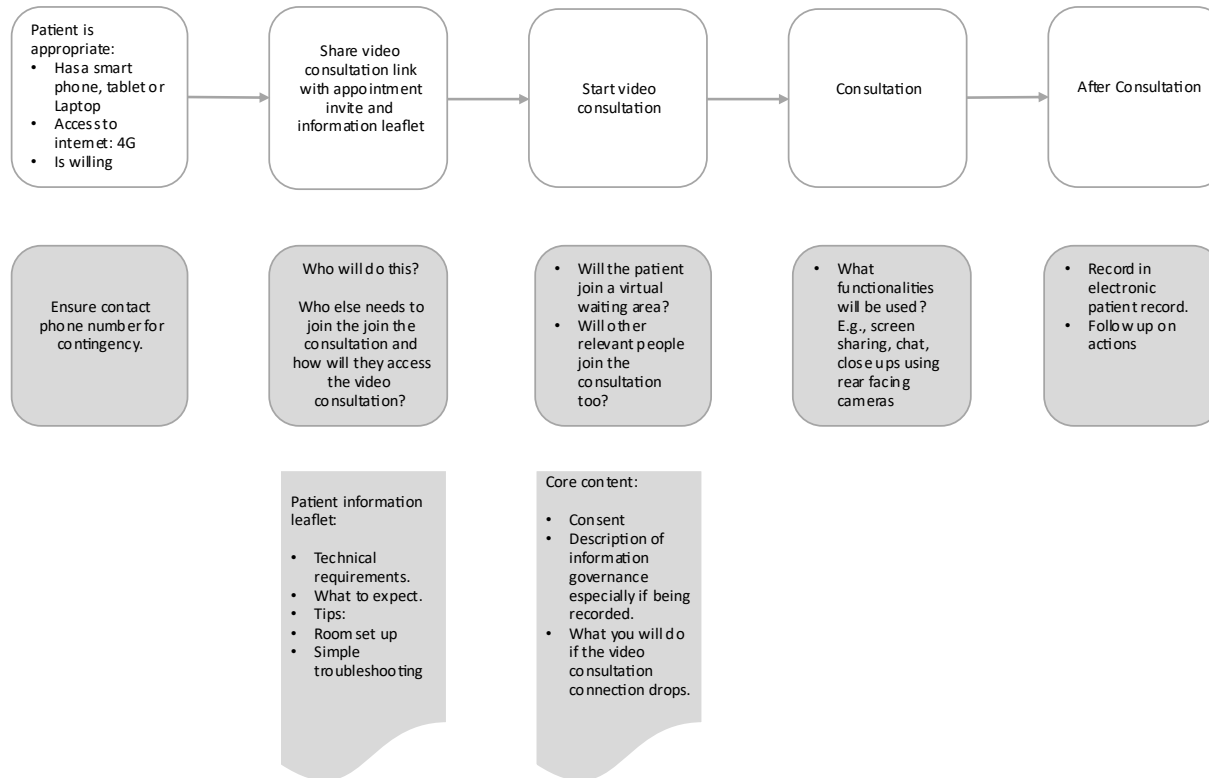 Patient is
appropriate:
• Has a smart
phone, tablet or
Laptop
• Access to
internet: 4G
• Is willing
Share video
consultation link
with appointment
invite and
information leaflet
Start video
consultation
Consultation
After Consultation
Ensure contact
phone number for
contingency.
Who will do this?
Who else needs to
join the join the
consultation and
how will they access
the video
consultation?
• Will the patient
join a virtual
waiting area?
• Will other
relevant people
join the
consultation
too?
• What
functionalities
will be used?
E.g., screen
sharing, chat,
close ups using
rear facing
cameras
• Record in
electronic
patient record.
• Follow up on
actions
Patient information
leaflet:
• Technical
requirements.
• What to expect.
• Tips:
• Room set up
• Simple
troubleshooting
Core content:
• Consent
• Description of
information
governance
especially if being
recorded.
• What you will do
if the video
consultation
connection drops.